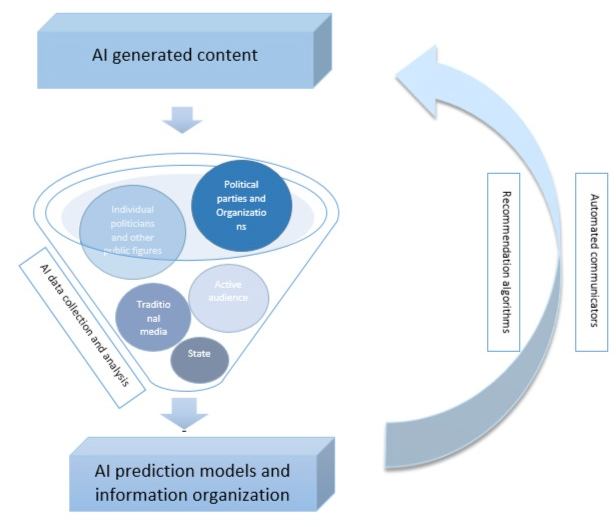 AI generated content
Political
parties and
Organizatio
ns
Individual
politicians
and other
public figures
Active
audience
Traditio
nal
media
State
AI data collection and analysis
Recommendation algorithms
Automated communicators
AI prediction models and
information organization